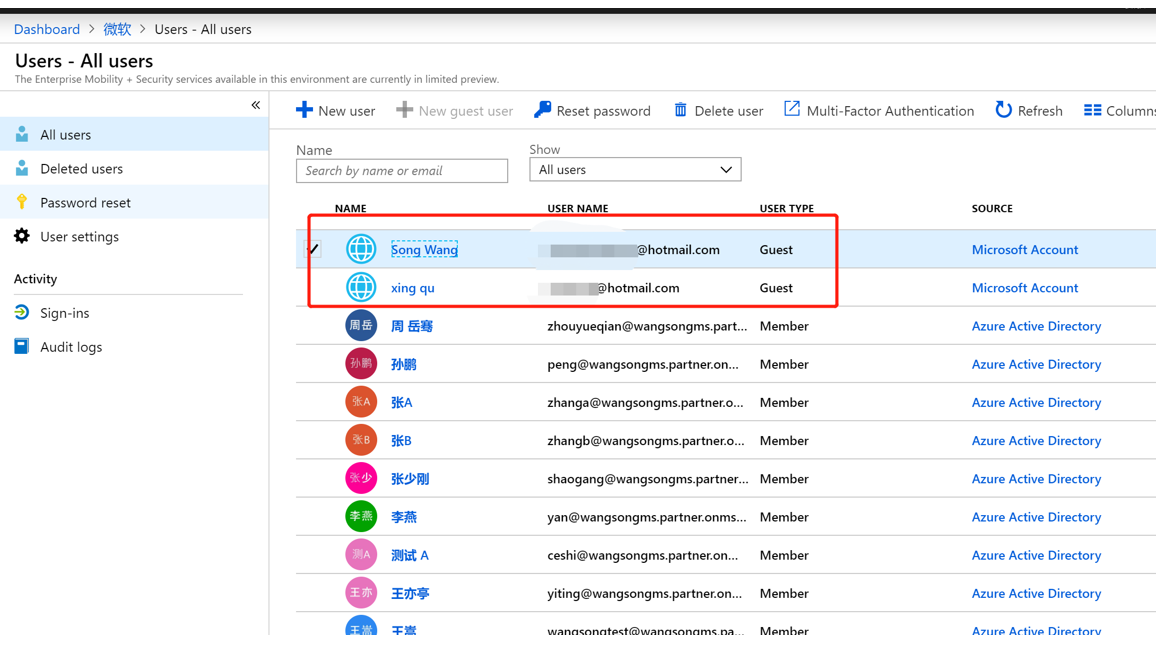 Dashboard > 微软 > Users - All users
Users - All users
The Enterprise Mobility + Security services available in this environment are currently in limited preview.
«
New user New guest user Reset password Delete user Multi-Factor Authentication Refresh Columns
All users
Deleted users
Password reset
User settings
Activity
Sign-ins
Audit logs
Name Show
Search by name or email All users
NAME USER NAME USER TYPE SOURCE
Song Wang @hotmail.com Guest Microsoft Account
xing qu @hotmail.com Guest Microsoft Account
周岳 周 岳骞 zhouyueqian@wangsongms.part... Member Azure Active Directory
孙鹏 孙鹏 peng@wangsongms.partner.on... Member Azure Active Directory
张A 张A zhanga@wangsongms.partner.o... Member Azure Active Directory
张B 张B zhangb@wangsongms.partner.o... Member Azure Active Directory
张少 张少刚 shaogang@wangsongms.partner... Member Azure Active Directory
李燕 李燕 yan@wangsongms.partner.onms... Member Azure Active Directory
测A 测试 A ceshi@wangsongms.partner.on... Member Azure Active Directory
王亦 王亦亭 yiting@wangsongms.partner.on... Member Azure Active Directory
王嵩 王嵩 wangsongtest@wangsongms.pa... Member Azure Active Directory